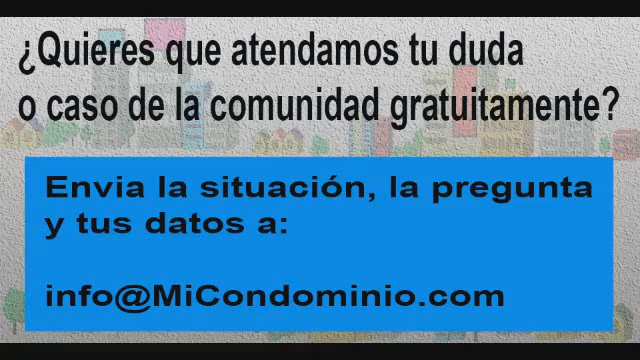 ¿Quieres que atendamos tu duda
o caso de la comunidad gratuitamente?
Envia la situación, la pregunta
y tus datos a:
info@MiCondominio.com